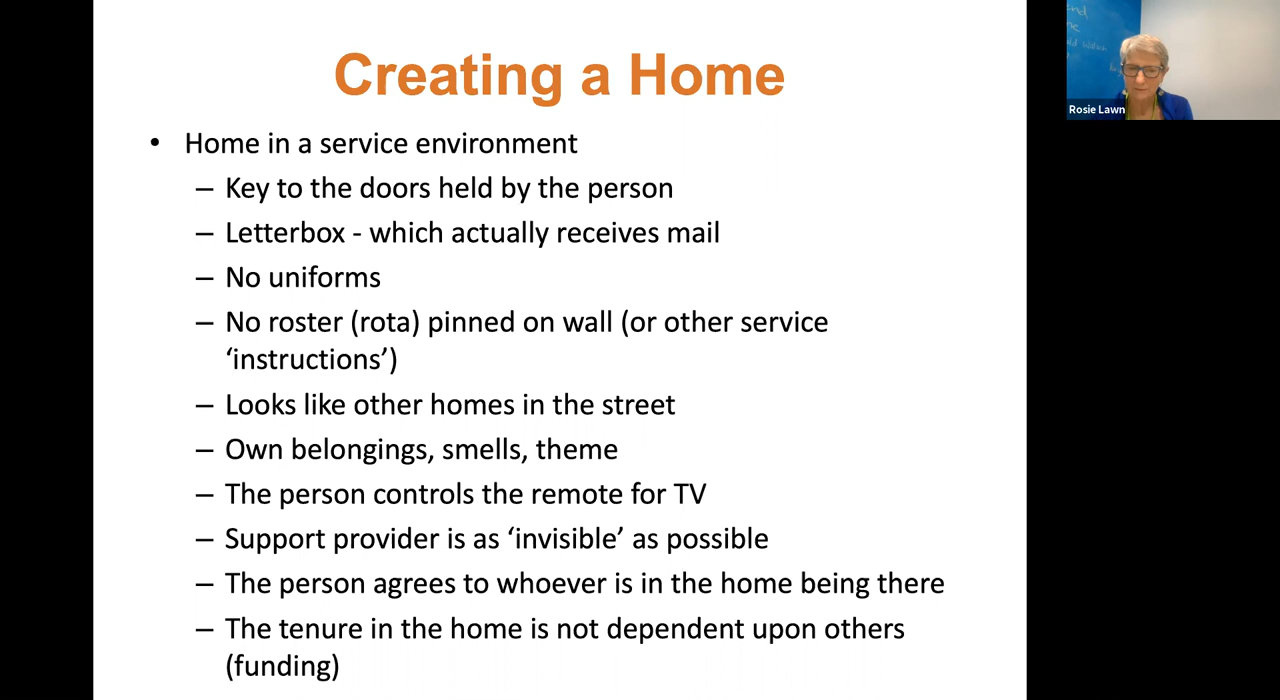 Creating a Home
• Home in a service environment
– Key to the doors held by the person
– Letterbox - which actually receives mail
– No uniforms
– No roster (rota) pinned on wall (or other service
‘instructions’)
– Looks like other homes in the street
– Own belongings, smells, theme
– The person controls the remote for TV
– Support provider is as ‘invisible’ as possible
– The person agrees to whoever is in the home being there
– The tenure in the home is not dependent upon others
(funding)
Rosie Lawn